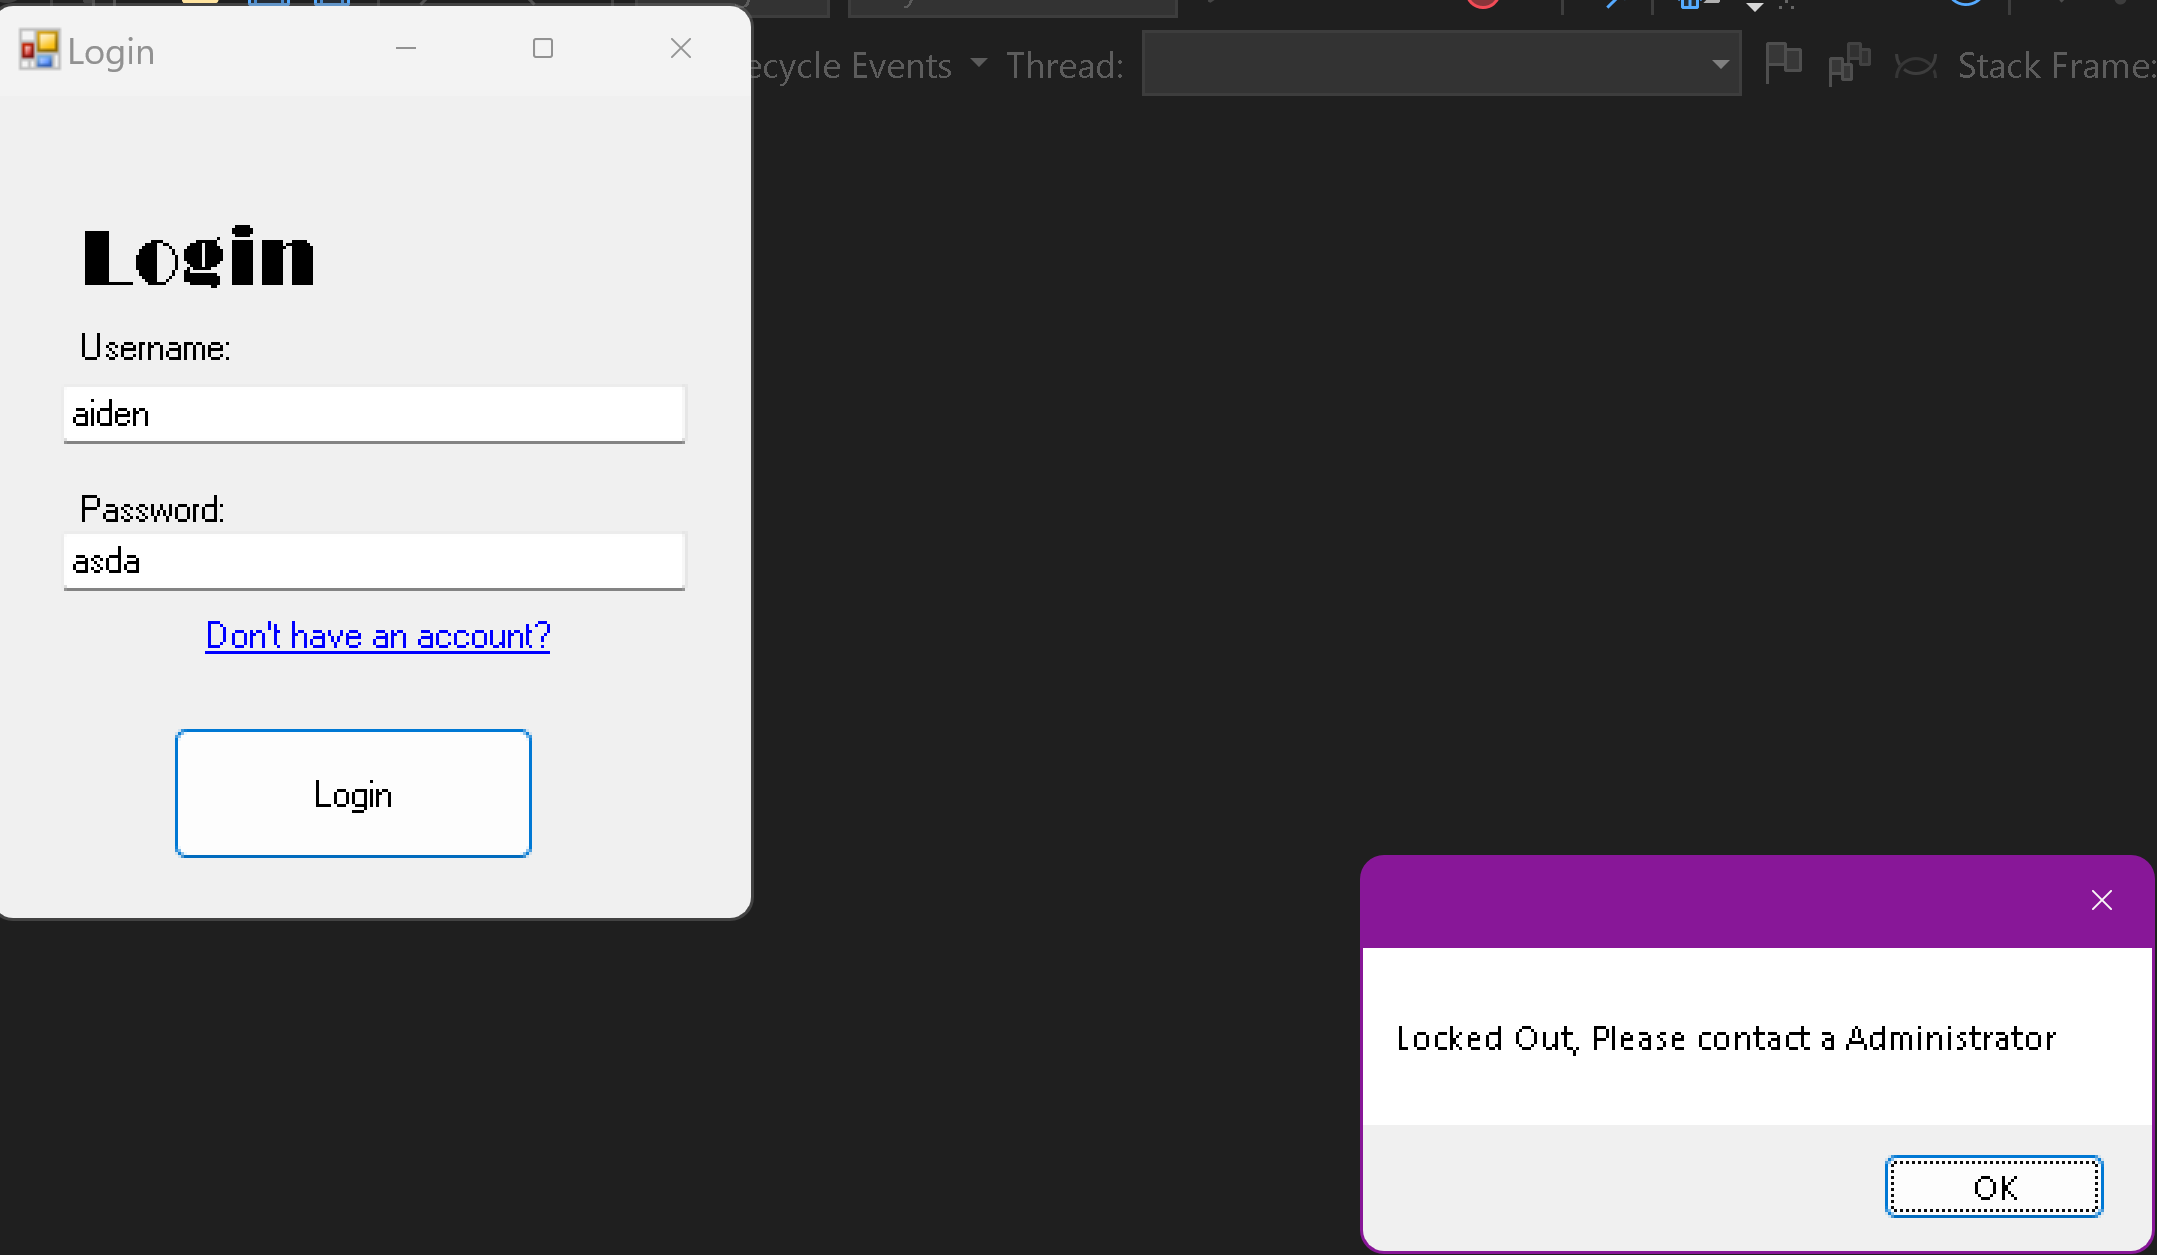 Login
ecycle Events
Thread:
Stack Frame:
Login
Username:
aiden
Password:
asda
Don't have an account?
Login
Locked Out, Please contact a Administrator
OK